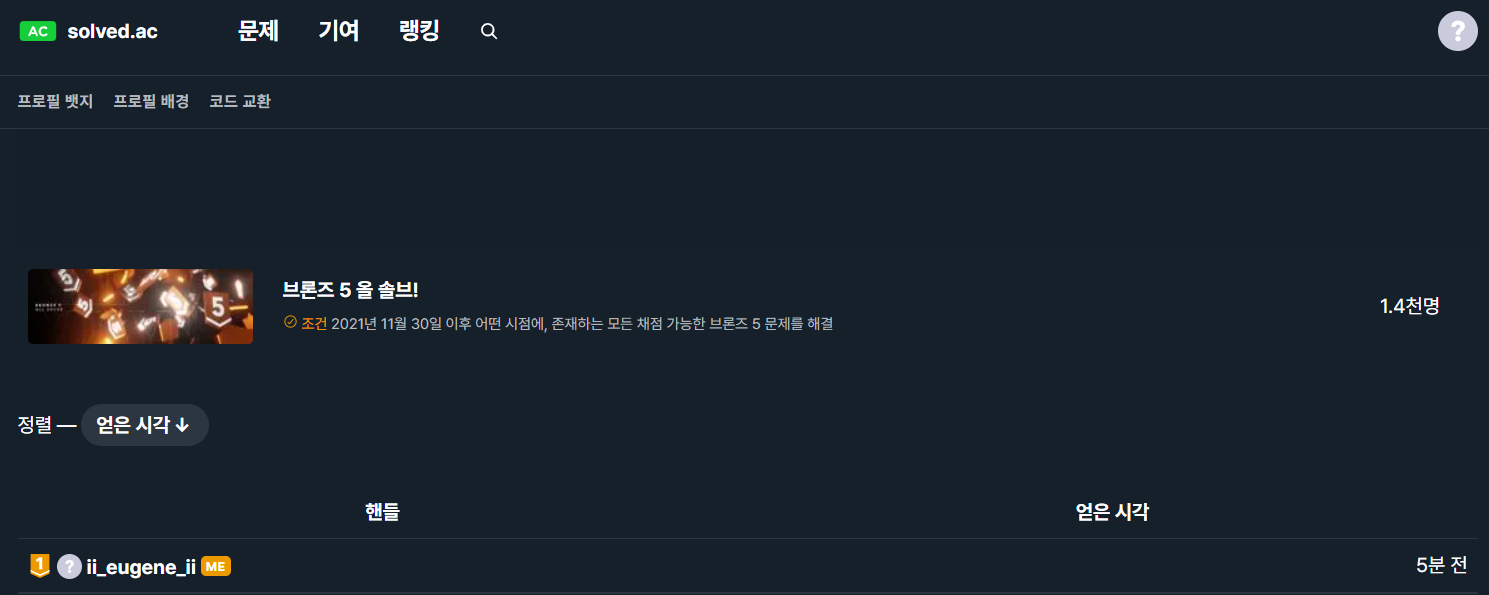 AC solved.ac 문제 기여 랭킹
?
프로필 뱃지 프로필 배경 코드 교환
5 5 5
브론즈 5 올 솔브!
조건 2021년 11월 30일 이후 어떤 시점에, 존재하는 모든 채점 가능한 브론즈 5 문제를 해결
1.4천명
정렬 — 얻은 시각 ↓
핸들 얻은 시각
1 ? ii_eugene_ii ME 5분 전